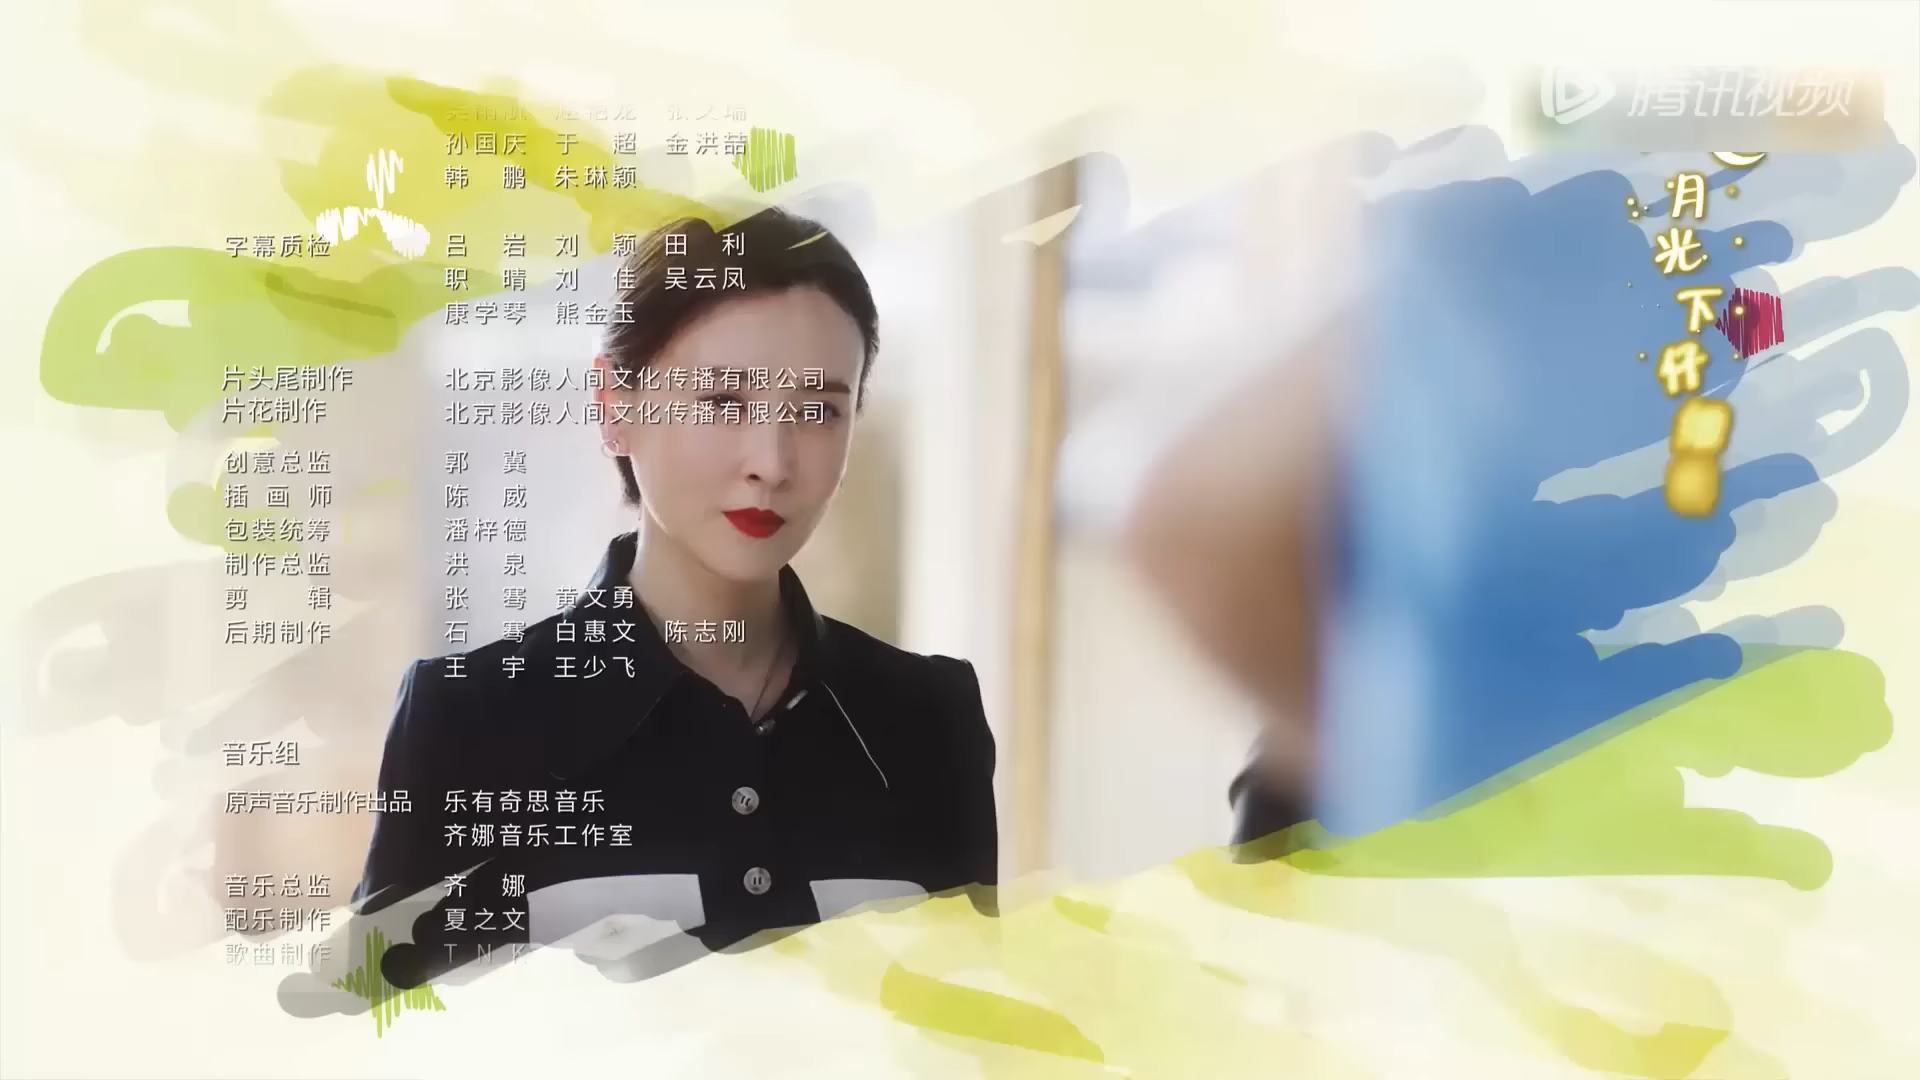 孙国庆 于 超 金洪喆
韩 鹏 朱琳颖
字幕质检 吕 岩 刘 颖 田 利
职 晴 刘 佳 吴云凤
康学琴 熊金玉
片头尾制作 北京影像人间文化传播有限公司
片花制作 北京影像人间文化传播有限公司
创意总监 郭 冀
插 画 师 陈 威
包装统筹 潘梓德
制作总监 洪 泉
剪 辑 张 骞 黄文勇
后期制作 石 骞 白惠文 陈志刚
王 宇 王少飞
音乐组
原声音乐制作出品 乐有奇思音乐
齐娜音乐工作室
音乐总监 齐 娜
配乐制作 夏之文
歌曲制作 T N K
腾讯视频
月光下仔